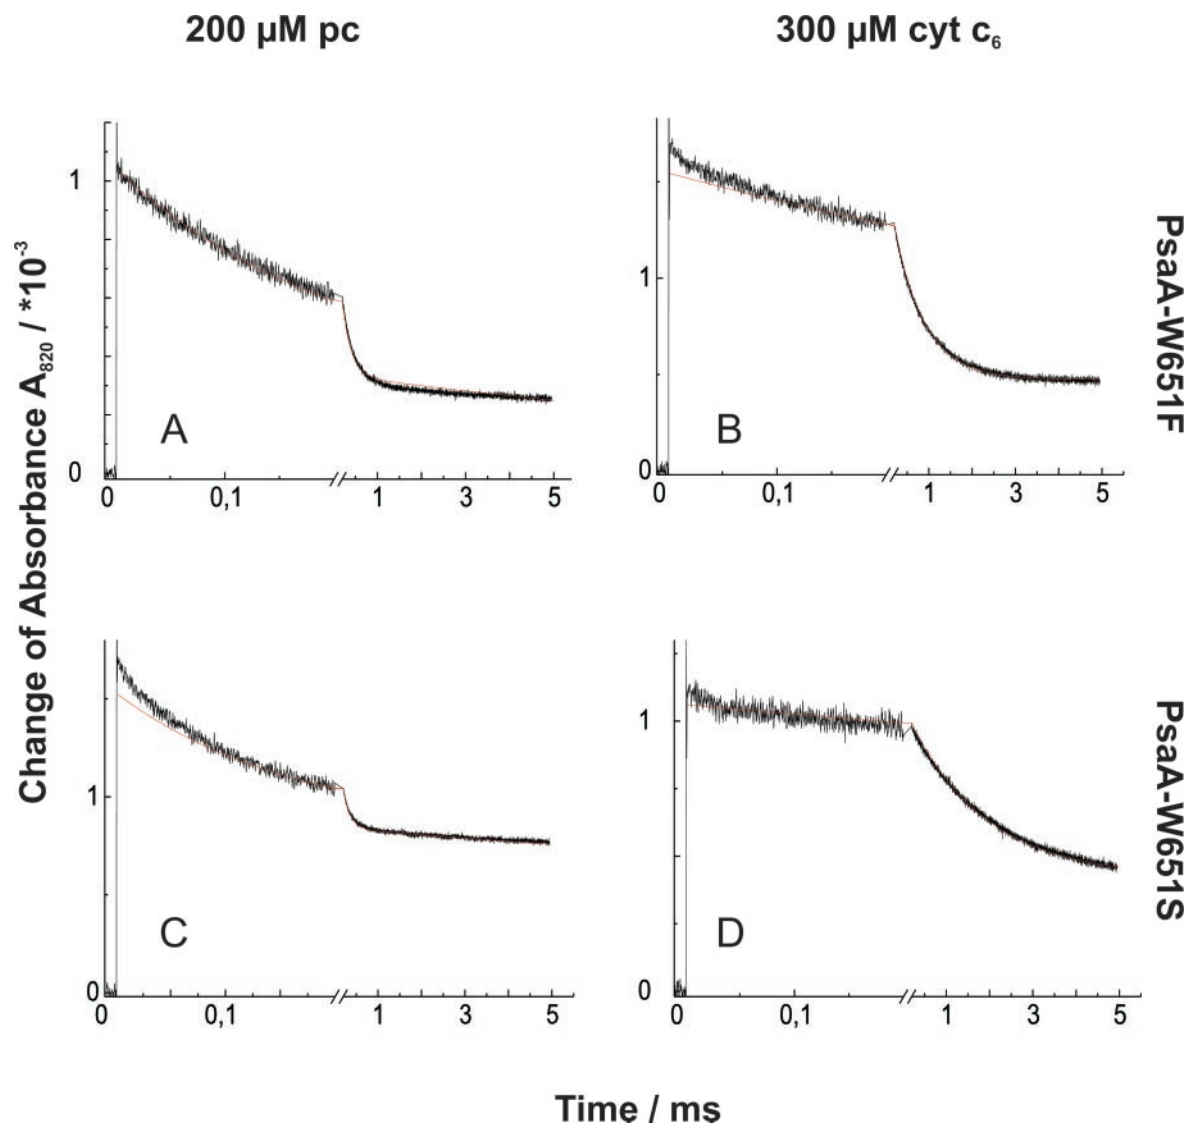 200 µM pc
300 µM cyt c₆
Change of Absorbance A₈₂₀ / *10⁻³
1
0
0 0,1 1 3 5
A
1
0
0 0,1 1 3 5
B
PsaA-W651F
1
0
0 0,1 1 3 5
C
1
0
0 0,1 1 3 5
D
PsaA-W651S
Time / ms